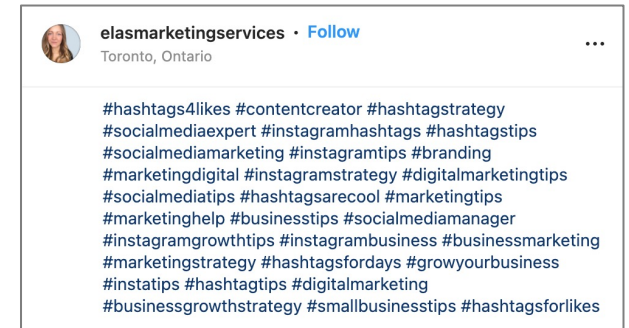 elasmarketingservices • Follow
Toronto, Ontario
#hashtags4likes #contentcreator #hashtagstrategy
#socialmediaexpert #instagramhashtags #hashtagstips
#socialmediamarketing #instagramtips #branding
#marketingdigital #instagramstrategy #digitalmarketingtips
#socialmediatips #hashtagsarecool #marketingtips
#marketinghelp #businesstips #socialmediamanager
#instagramgrowthtips #instagrambusiness #businessmarketing
#marketingstrategy #hashtagsfordays #growyourbusiness
#instatips #hashtagtips #digitalmarketing
#businessgrowthstrategy #smallbusinesstips #hashtagsforlikes